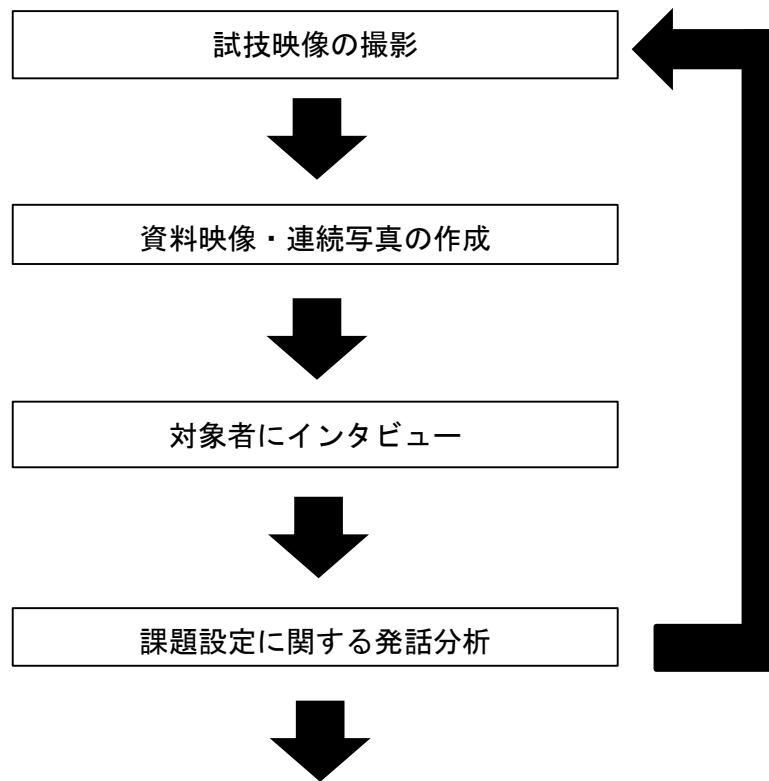 試技映像の撮影
資料映像・連続写真の作成
対象者にインタビュー
課題設定に関する発話分析